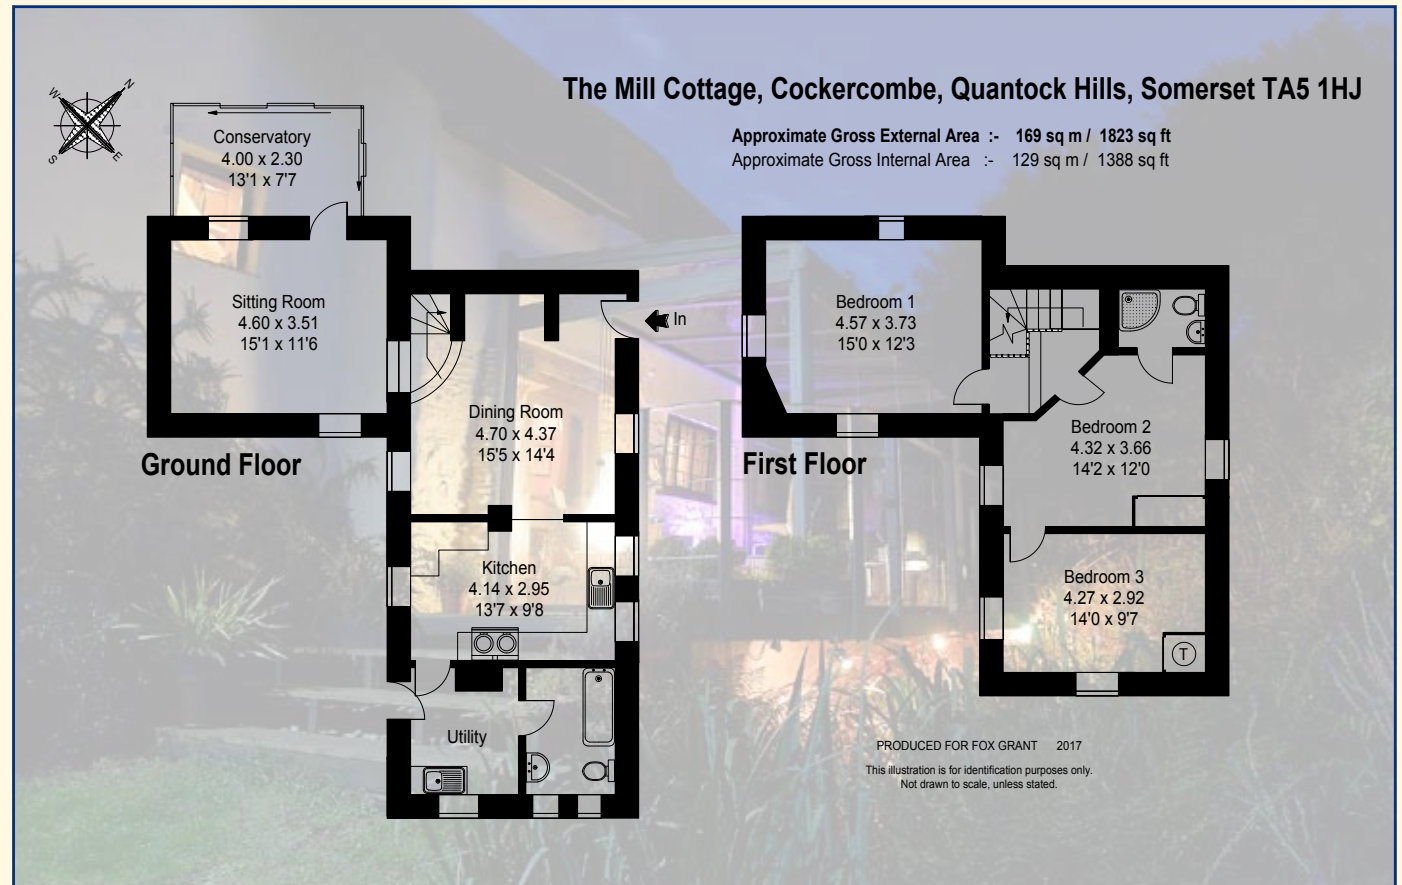 The Mill Cottage, Cockercombe, Quantock Hills, Somerset TA5 1HJ
Approximate Gross External Area :- 169 sq m / 1823 sq ft
Approximate Gross Internal Area :- 129 sq m / 1388 sq ft
N
W
S
E
Conservatory
4.00 x 2.30
13'1 x 7'7
Sitting Room
4.60 x 3.51
15'1 x 11'6
In
Dining Room
4.70 x 4.37
15'5 x 14'4
Ground Floor
Kitchen
4.14 x 2.95
13'7 x 9'8
Utility
Bedroom 1
4.57 x 3.73
15'0 x 12'3
Bedroom 2
4.32 x 3.66
14'2 x 12'0
First Floor
Bedroom 3
4.27 x 2.92
14'0 x 9'7
T
PRODUCED FOR FOX GRANT 2017
This illustration is for identification purposes only.
Not drawn to scale, unless stated.